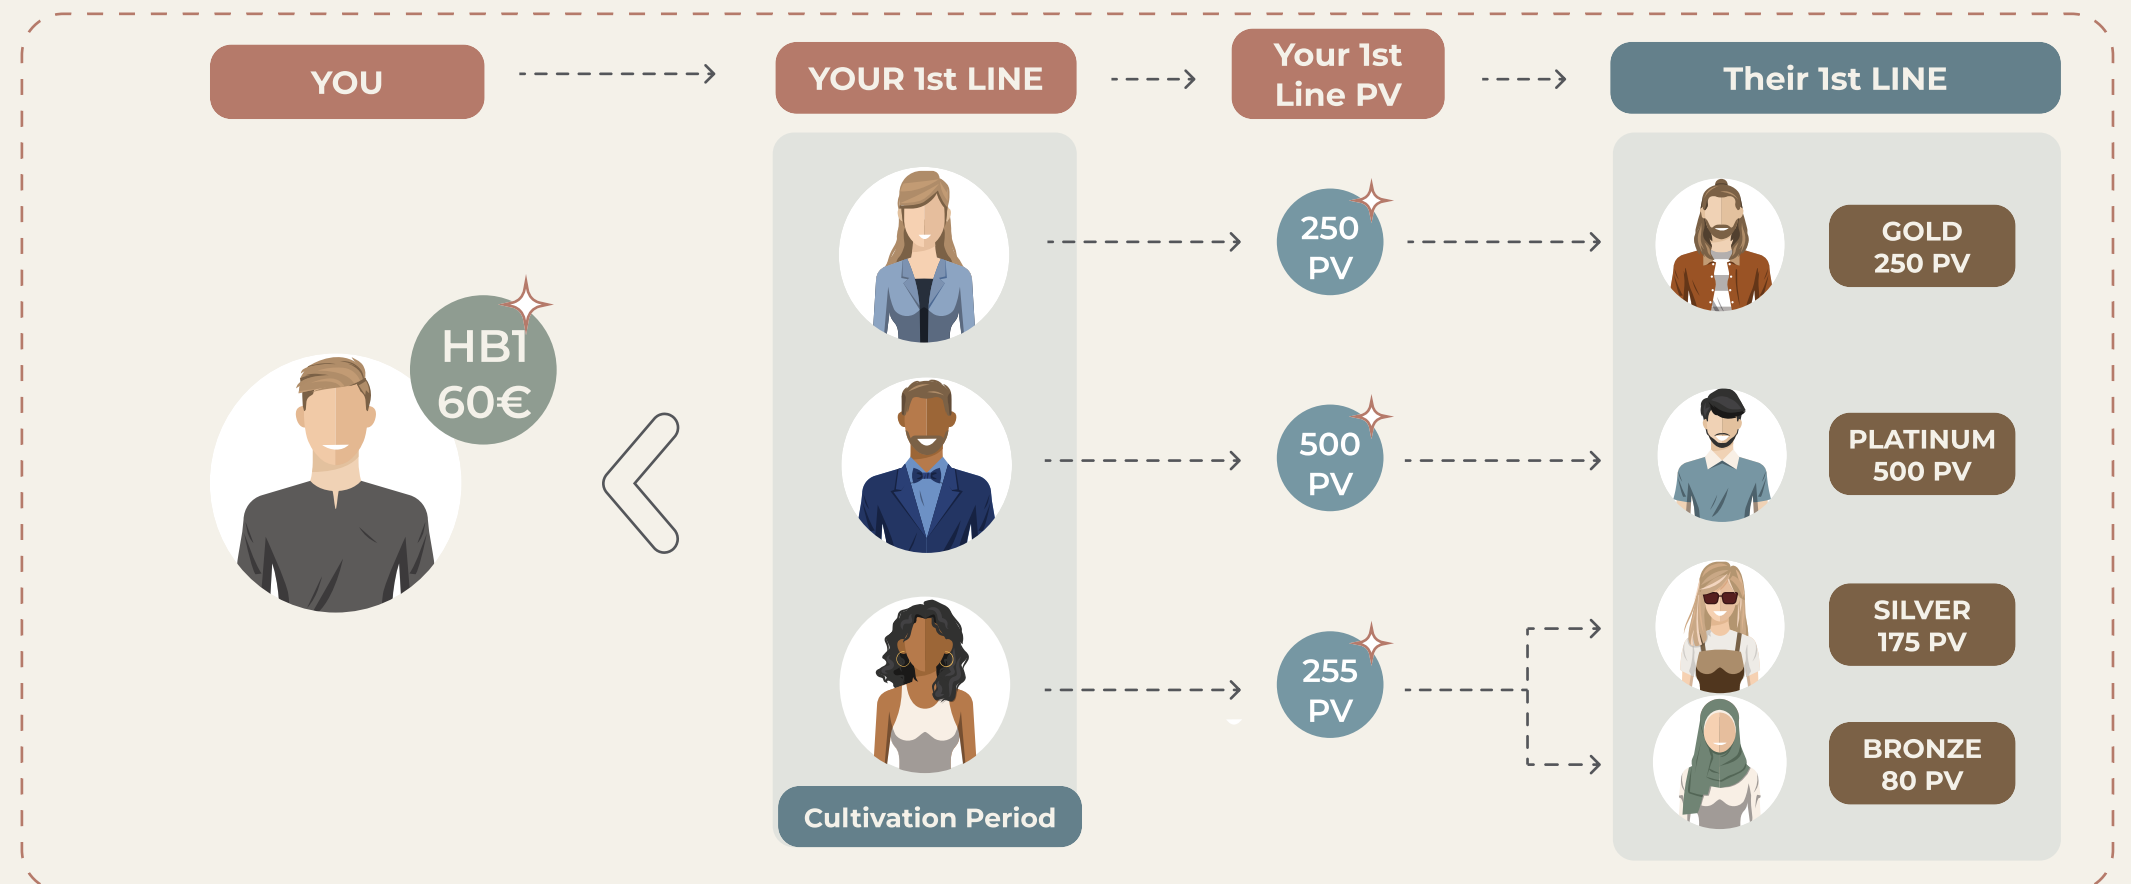 YOU
YOUR 1st LINE
Your 1st
Line PV
Their 1st LINE
HB1
60€
250
PV
GOLD
250 PV
500
PV
PLATINUM
500 PV
255
PV
SILVER
175 PV
BRONZE
80 PV
Cultivation Period